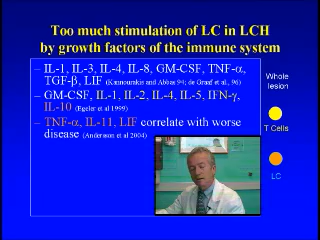 Too much stimulation of LC in LCH
by growth factors of the immune system
– IL-1, IL-3, IL-4, IL-8, GM-CSF, TNF-α,
TGF-β, LIF (Kannourakis and Abbas 94; de Graaf et al., 96)
– GM-CSF, IL-1, IL-2, IL-4, IL-5, IFN-γ,
IL-10 (Egeler et al 1999)
– TNF-α, IL-11, LIF correlate with worse
disease (Andersson et al 2004)
Whole
lesion
T Cells
LC